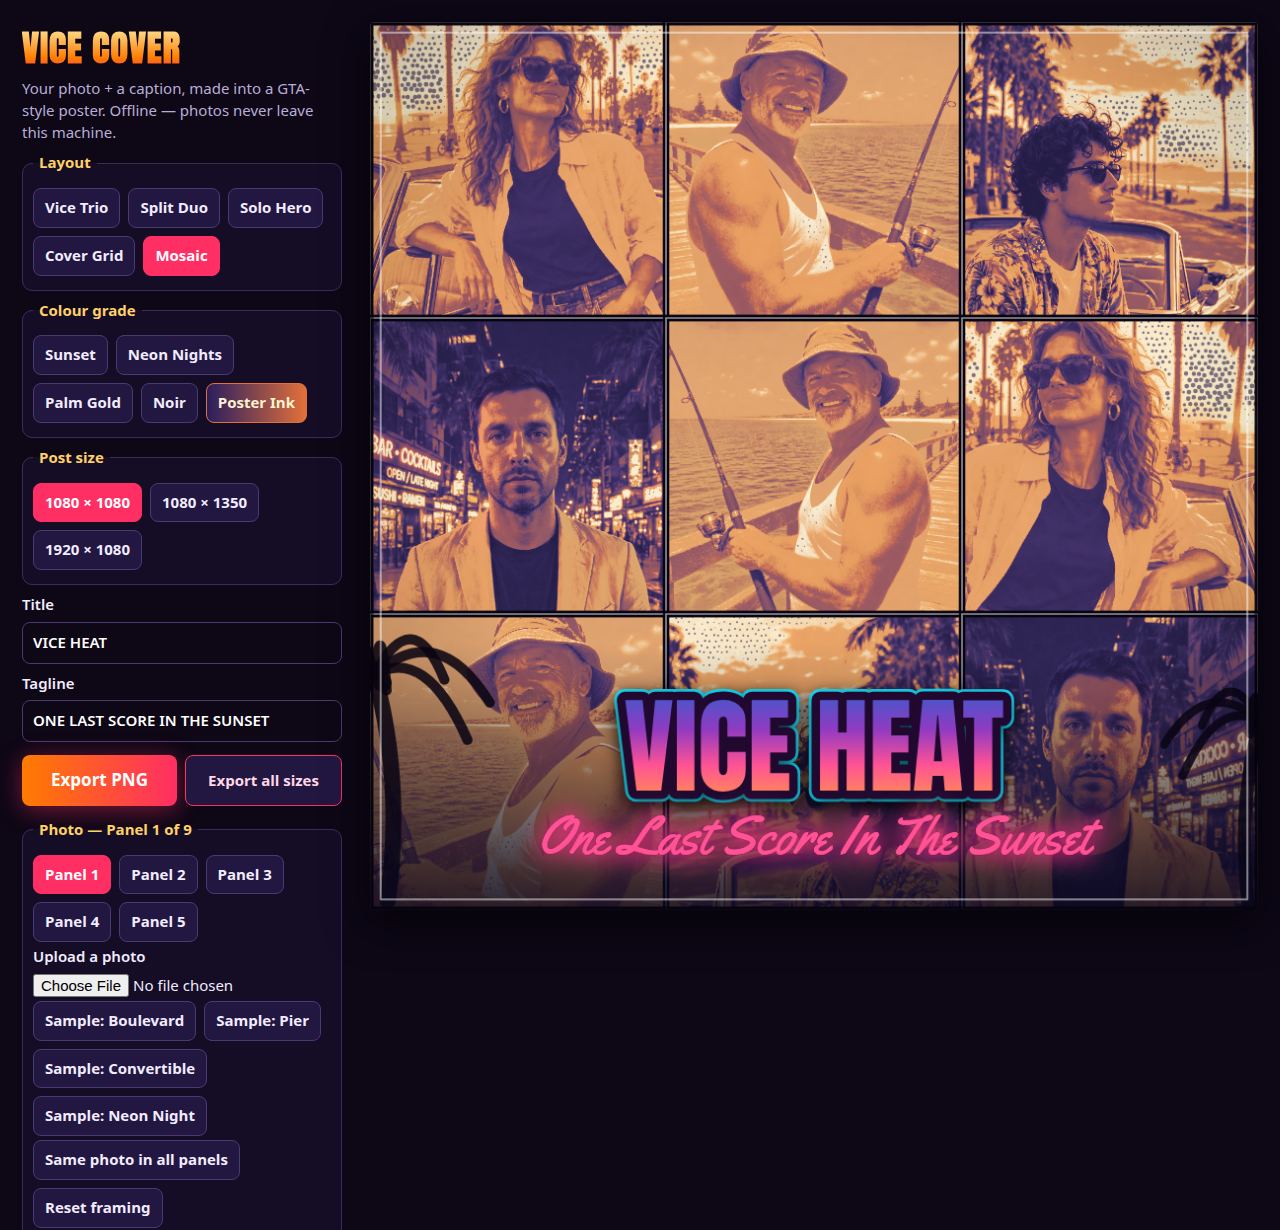 VICE COVER
Your photo + a caption, made into a GTA-
style poster. Offline — photos never leave
this machine.
Layout
Vice Trio
Split Duo
Solo Hero
Cover Grid
Mosaic
Colour grade
Sunset
Neon Nights
Palm Gold
Noir
Poster Ink
Post size
1080 × 1080
1080 × 1350
1920 × 1080
Title
VICE HEAT
Tagline
ONE LAST SCORE IN THE SUNSET
Export PNG
Export all sizes
Photo — Panel 1 of 9
Panel 1
Panel 2
Panel 3
Panel 4
Panel 5
Upload a photo
Choose File No file chosen
Sample: Boulevard
Sample: Pier
Sample: Convertible
Sample: Neon Night
Same photo in all panels
Reset framing
BAR • COCKTAILS
OPEN / LATE NIGHT
SUSHI • RAMEN
VICE HEAT
One Last Score In The Sunset